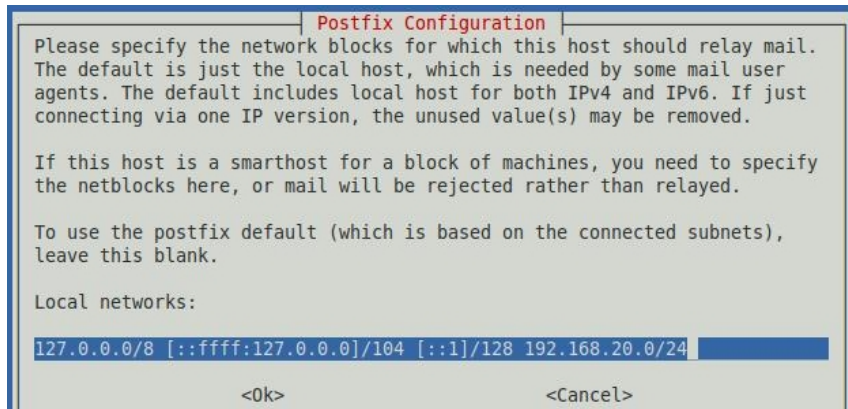 Postfix Configuration
Please specify the network blocks for which this host should relay mail.
The default is just the local host, which is needed by some mail user
agents. The default includes local host for both IPv4 and IPv6. If just
connecting via one IP version, the unused value(s) may be removed.
If this host is a smarthost for a block of machines, you need to specify
the netblocks here, or mail will be rejected rather than relayed.
To use the postfix default (which is based on the connected subnets),
leave this blank.
Local networks:
127.0.0.0/8 [::ffff:127.0.0.0]/104 [::1]/128 192.168.20.0/24
<Ok> <Cancel>